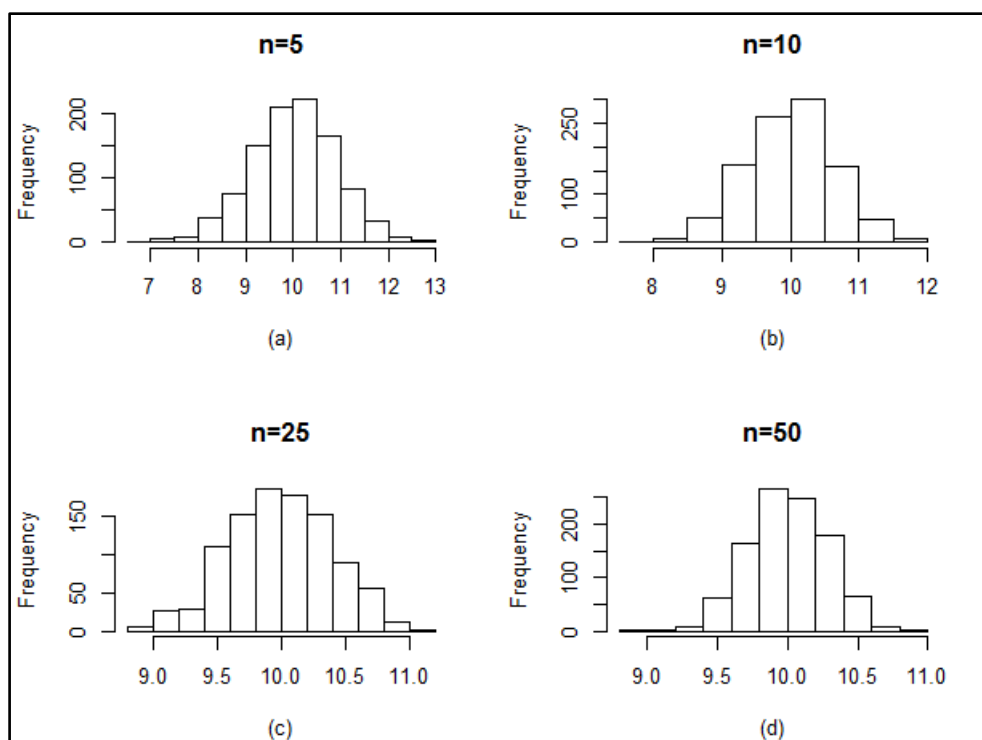 n=5
Frequency
0 100 200
7 8 9 10 11 12 13
(a)
n=10
Frequency
0 100 250
8 9 10 11 12
(b)
n=25
Frequency
0 50 150
9.0 9.5 10.0 10.5 11.0
(c)
n=50
Frequency
0 100 200
9.0 9.5 10.0 10.5 11.0
(d)